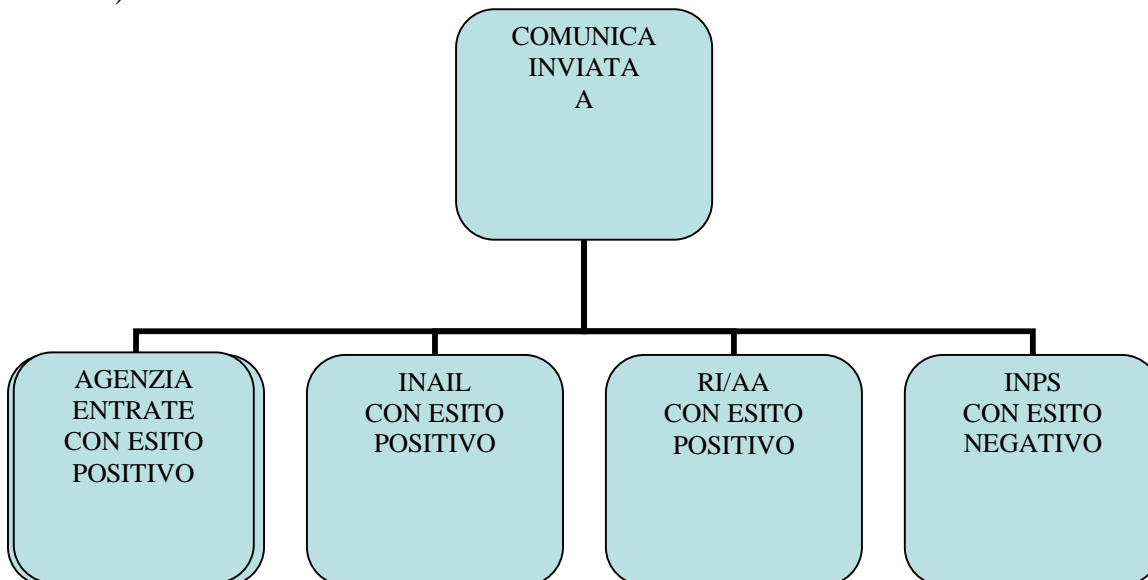 )
COMUNICA
INVIATA
A
AGENZIA
ENTRATE
CON ESITO
POSITIVO
INAIL
CON ESITO
POSITIVO
RI/AA
CON ESITO
POSITIVO
INPS
CON ESITO
NEGATIVO